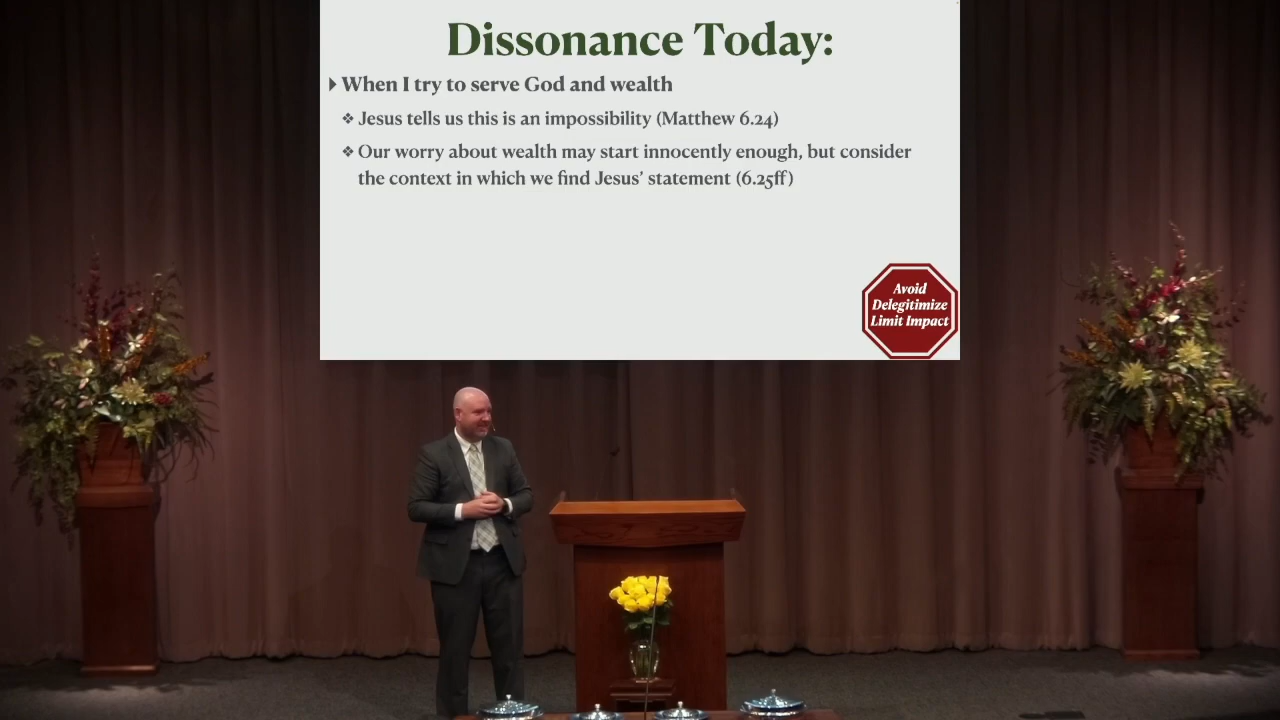 Dissonance Today:
When I try to serve God and wealth
Jesus tells us this is an impossibility (Matthew 6.24)
Our worry about wealth may start innocently enough, but consider
the context in which we find Jesus' statement (6.25ff)
Avoid
Delegitimize
Limit Impact